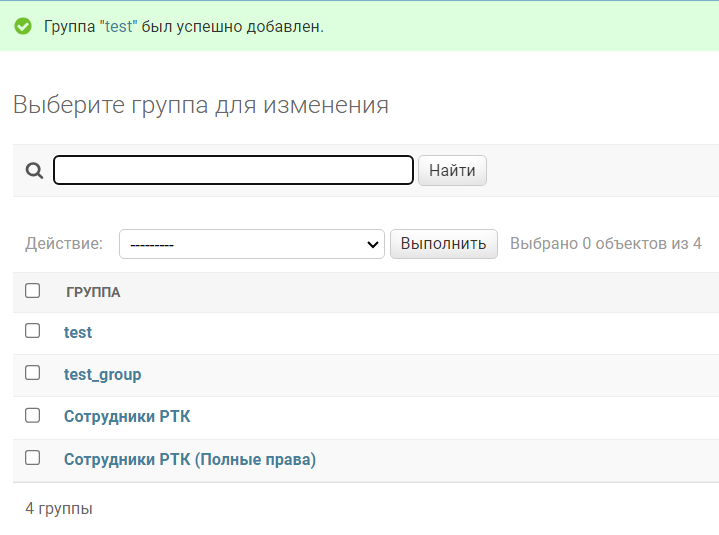 Группа "test" был успешно добавлен.
Выберите группа для изменения
Найти
Действие: --------- Выполнить Выбрано 0 объектов из 4
ГРУППА
test
test_group
Сотрудники РТК
Сотрудники РТК (Полные права)
4 группы